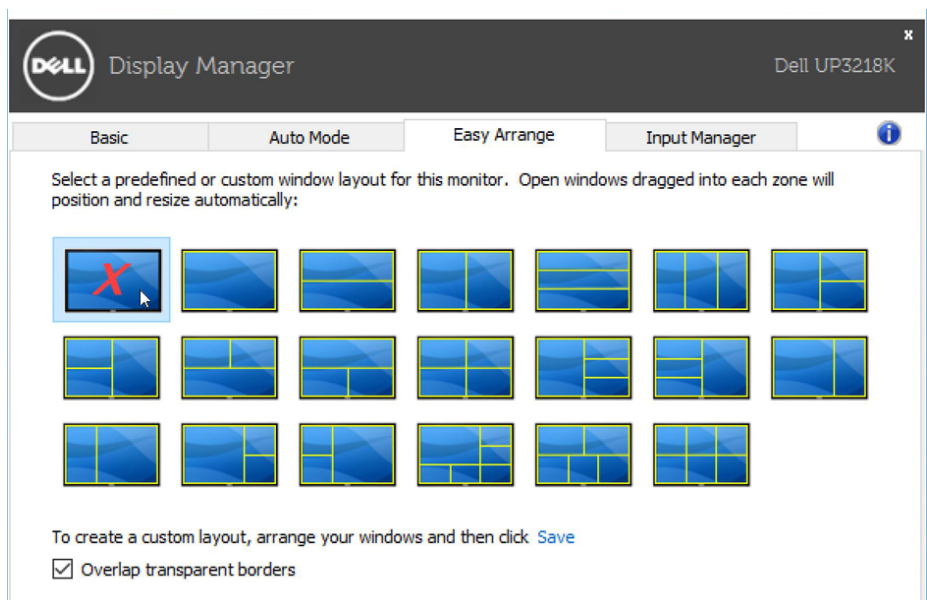 x
DELL Display Manager Dell UP3218K
Basic Auto Mode Easy Arrange Input Manager i
Select a predefined or custom window layout for this monitor. Open windows dragged into each zone will
position and resize automatically:
X
To create a custom layout, arrange your windows and then click Save
Overlap transparent borders